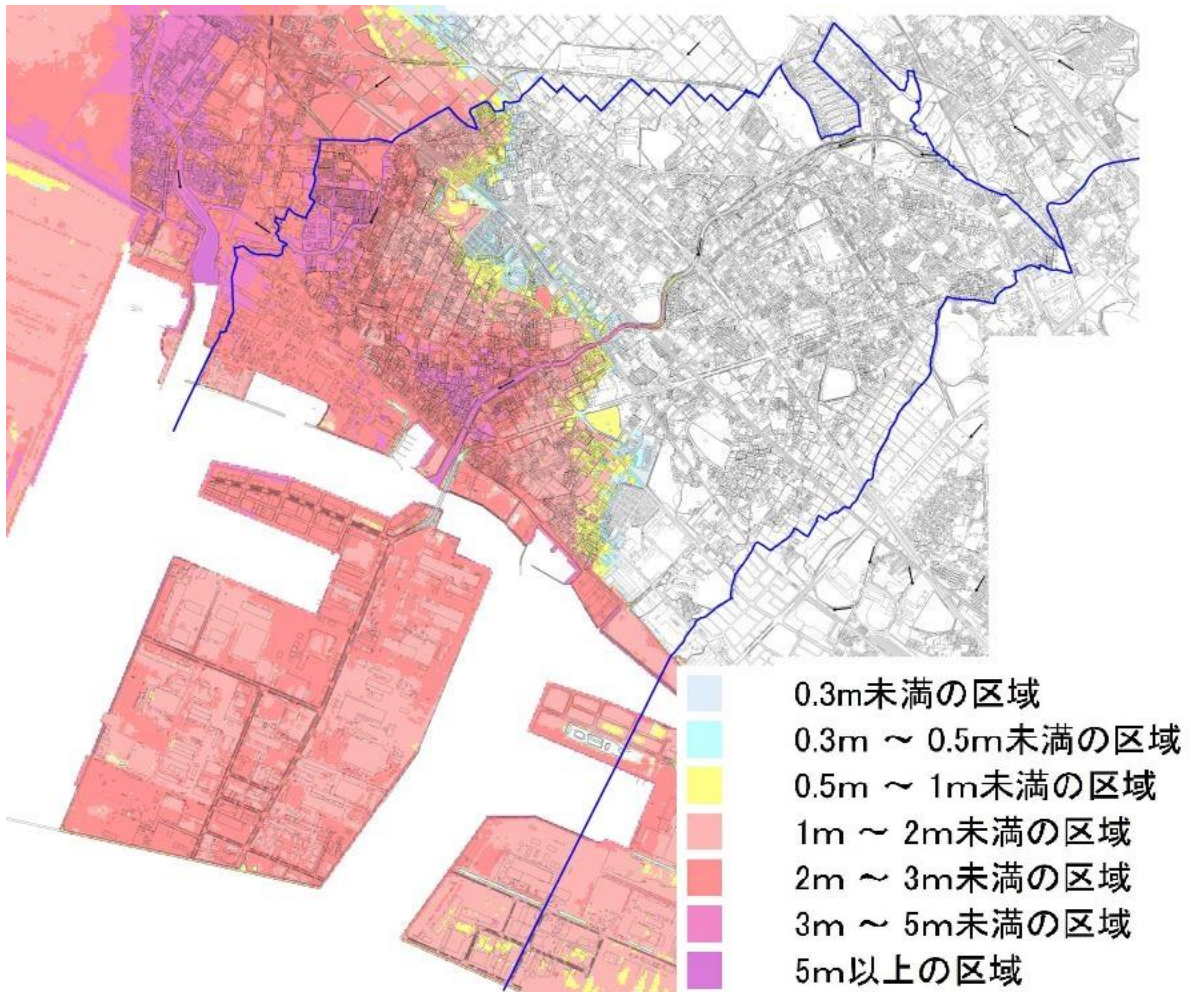 0.3m未満の区域
0.3m ～ 0.5m未満の区域
0.5m ～ 1m未満の区域
1m ～ 2m未満の区域
2m ～ 3m未満の区域
3m ～ 5m未満の区域
5m以上の区域